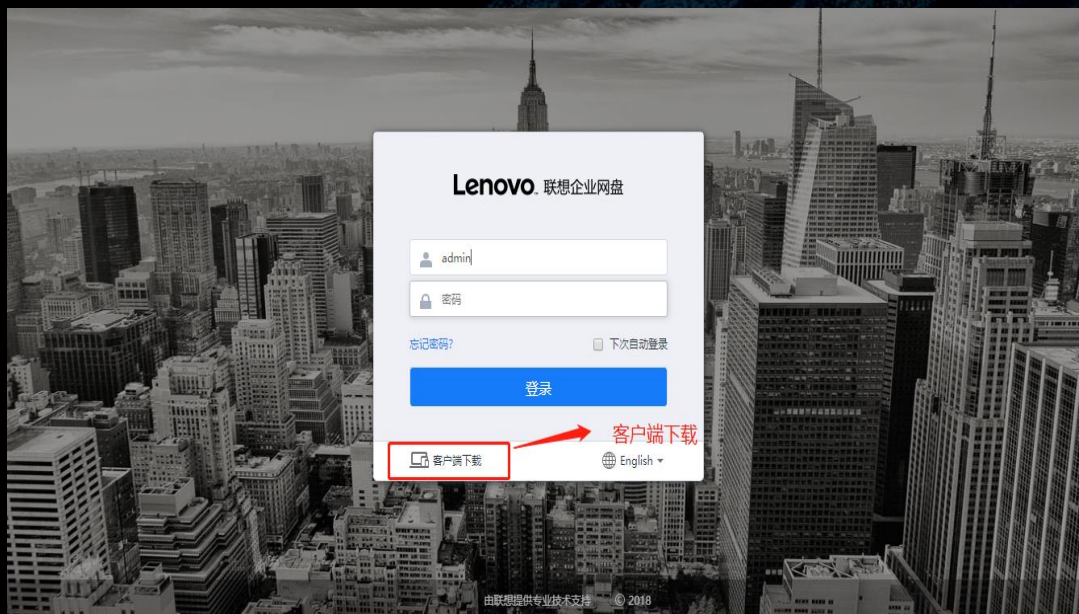 Lenovo™ 联想企业网盘
admin
密码
忘记密码? 下次自动登录
登录
客户端下载
客户端下载 English
由联想提供专业技术支持 © 2018